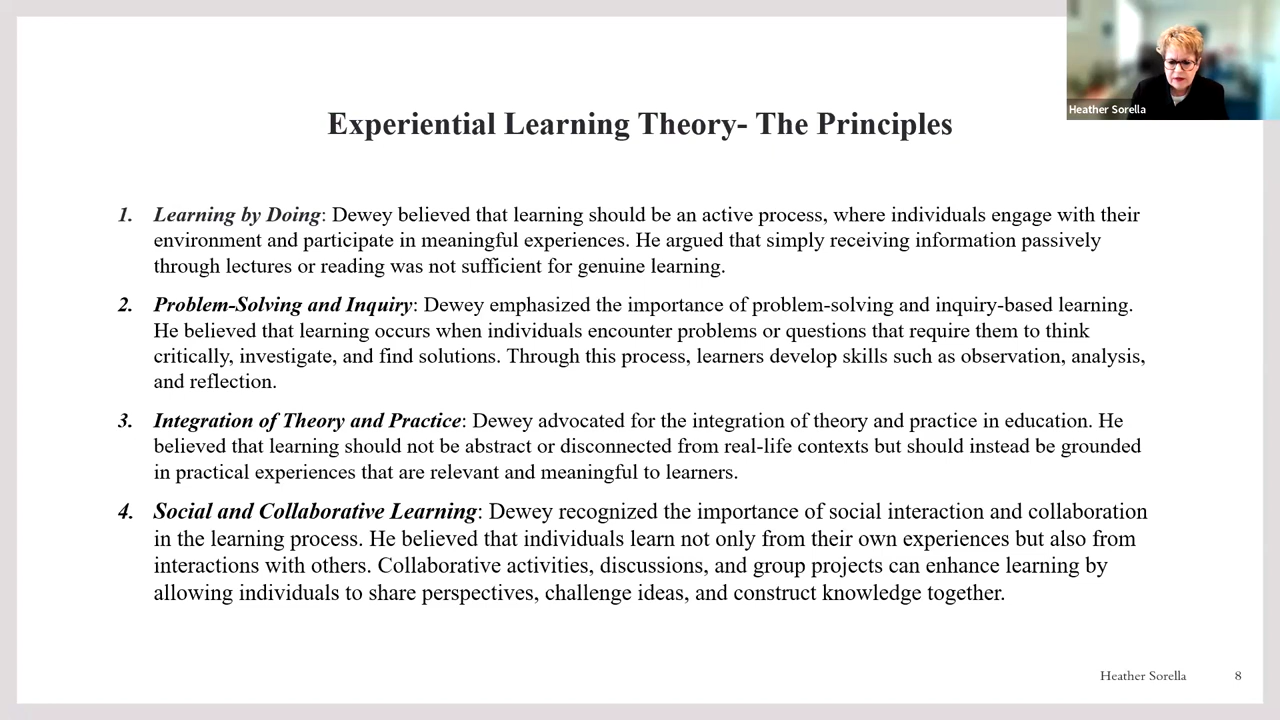 Heather Sorella
Experiential Learning Theory- The Principles
1. Learning by Doing: Dewey believed that learning should be an active process, where individuals engage with their
environment and participate in meaningful experiences. He argued that simply receiving information passively
through lectures or reading was not sufficient for genuine learning.
2. Problem-Solving and Inquiry: Dewey emphasized the importance of problem-solving and inquiry-based learning.
He believed that learning occurs when individuals encounter problems or questions that require them to think
critically, investigate, and find solutions. Through this process, learners develop skills such as observation, analysis,
and reflection.
3. Integration of Theory and Practice: Dewey advocated for the integration of theory and practice in education. He
believed that learning should not be abstract or disconnected from real-life contexts but should instead be grounded
in practical experiences that are relevant and meaningful to learners.
4. Social and Collaborative Learning: Dewey recognized the importance of social interaction and collaboration
in the learning process. He believed that individuals learn not only from their own experiences but also from
interactions with others. Collaborative activities, discussions, and group projects can enhance learning by
allowing individuals to share perspectives, challenge ideas, and construct knowledge together.
Heather Sorella 8